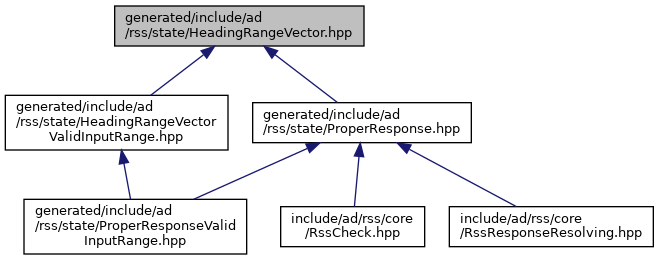 generated/include/ad
/rss/state/HeadingRangeVector.hpp
generated/include/ad
/rss/state/HeadingRangeVector
ValidInputRange.hpp
generated/include/ad
/rss/state/ProperResponse.hpp
generated/include/ad
/rss/state/ProperResponseValid
InputRange.hpp
include/ad/rss/core
/RssCheck.hpp
include/ad/rss/core
/RssResponseResolving.hpp